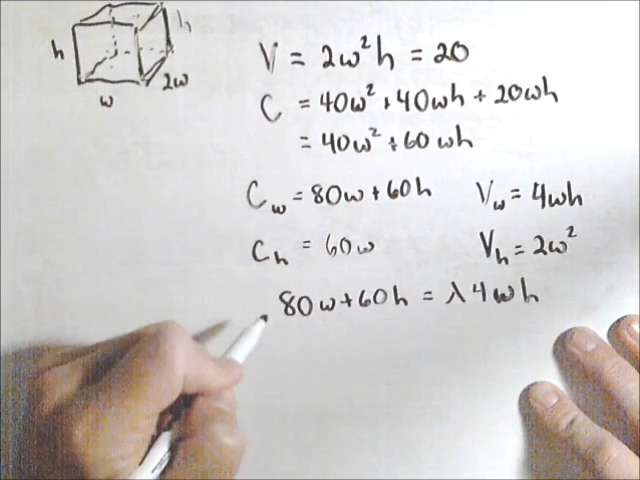 h
h
w
2w
V = 2w²h = 20
C = 40w² + 40wh + 20wh
= 40w² + 60wh
C_w = 80w + 60h
V_w = 4wh
C_h = 60w
V_h = 2w²
80w + 60h = λ4wh